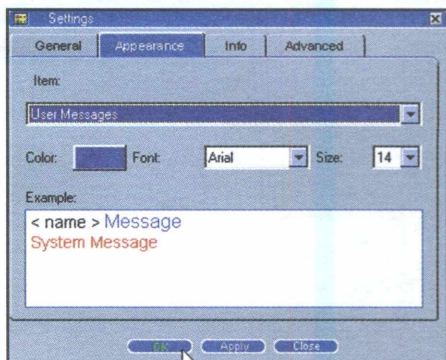 Settings
General Appearance Info Advanced
Item:
User Messages
Color: Font: Arial Size: 14
Example:
< name > Message
System Message
OK Apply Close